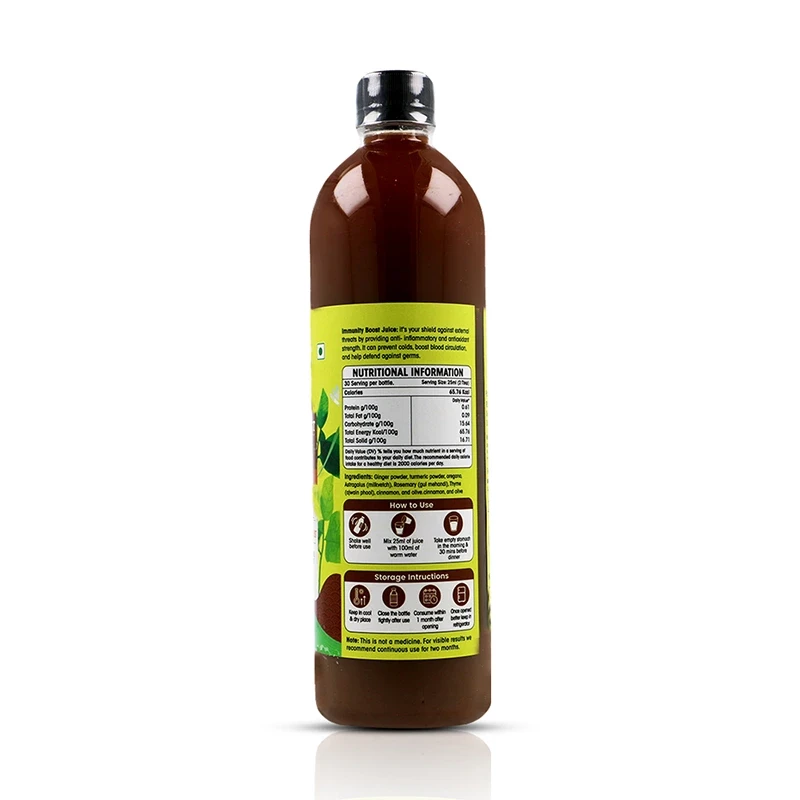 Immunity Boost Juice: It's your shield against external
threats by providing anti- inflammatory and antioxidant
strength. It can prevent colds, boost blood circulation,
and help defend against germs.
NUTRITIONAL INFORMATION
30 Serving per bottle. Serving Size: 25ml (2 Tbsp)
Calories 65.76 Kcal
Daily Value*
Protein g/100g 0.61
Total Fat g/100g 0.09
Carbohydrate g/100g 15.64
Total Energy Kcal/100g 65.76
Total Solid g/100g 16.71
Daily Value (DV) % tells you how much nutrient in a serving of
food contributes to your daily diet. The recommended daily calorie
intake for a healthy diet is 2000 calories per day.
Ingredients: Ginger powder, turmeric powder, oregano,
Astragalus (milkvetch), Rosemary (gul mehandi), Thyme
(ajwain phool), cinnamon, and olive.cinnamon, and olive
How to Use
Shake well
before use
Mix 25ml of juice
with 100ml of
warm water
Take empty stomach
in the morning &
30 mins before
dinner
Storage Intructions
Keep in cool
& dry place
Close the bottle
tightly after use
Consume within
1 month after
opening
Once opened
better keep in
refrigerator
Note: This is not a medicine. For visible results we
recommend continuous use for two months.